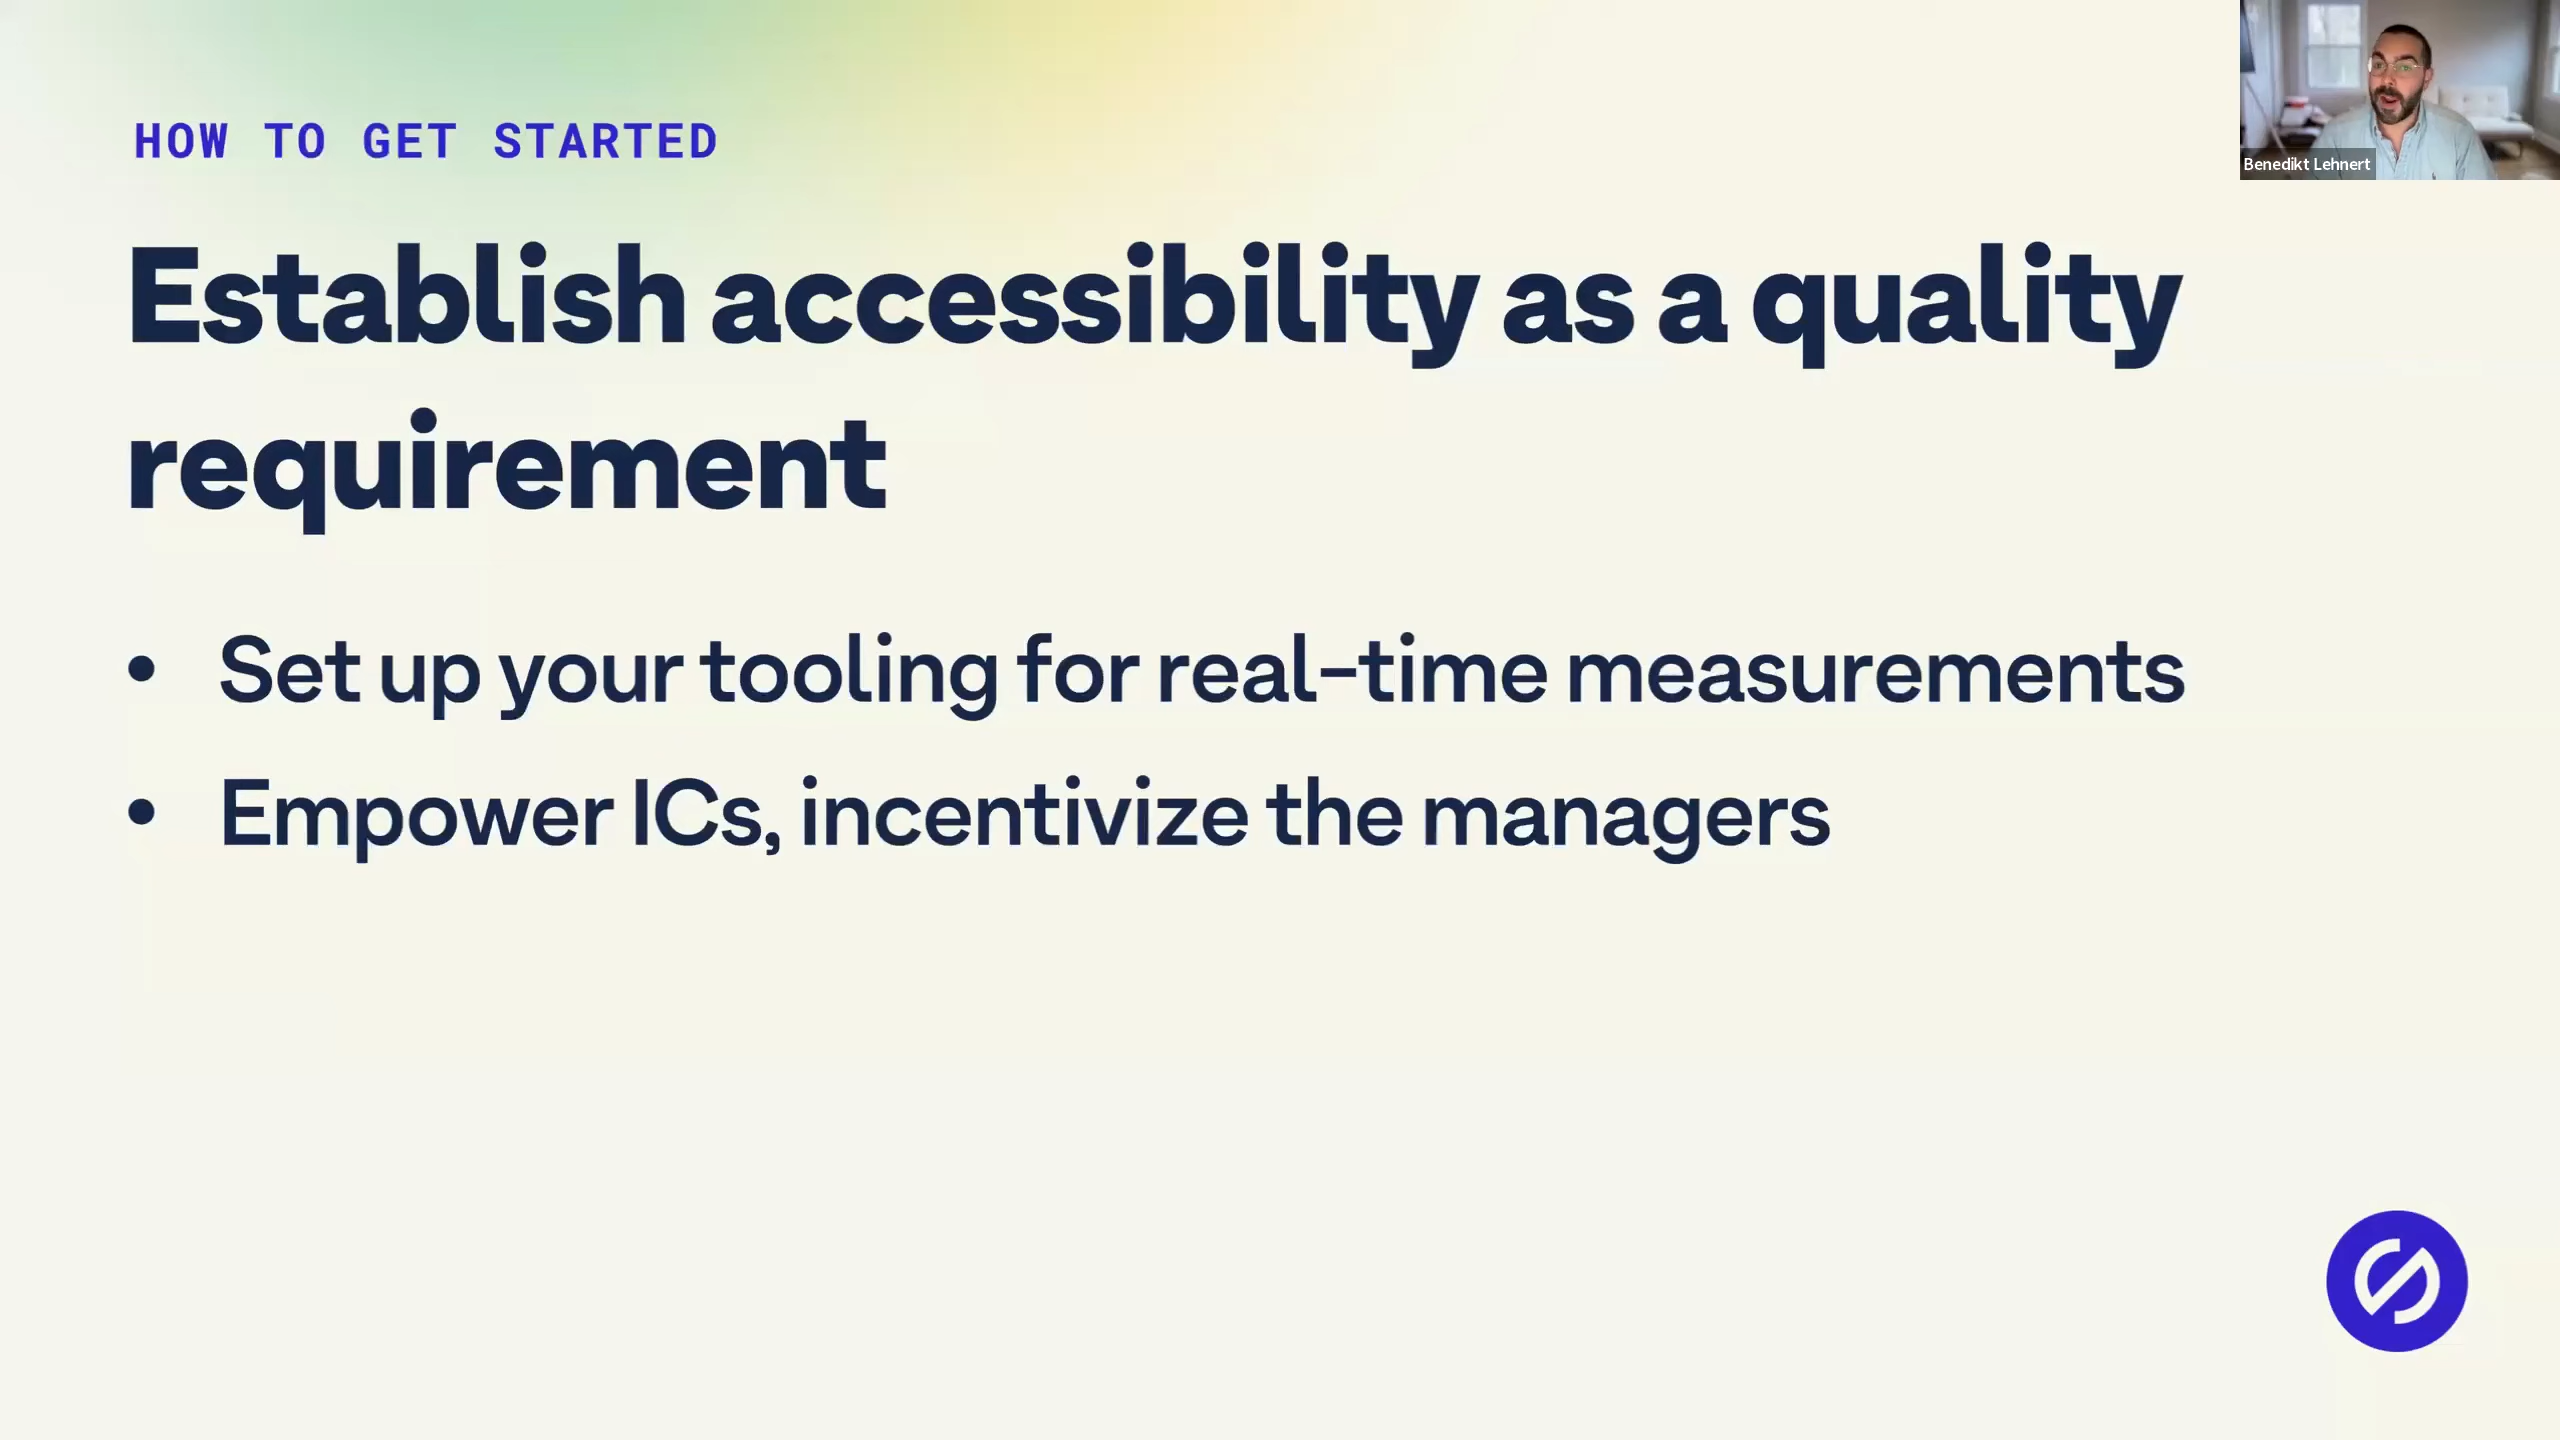 HOW TO GET STARTED
Establish accessibility as a quality
requirement
• Set up your tooling for real-time measurements
• Empower ICs, incentivize the managers
Benedikt Lehnert